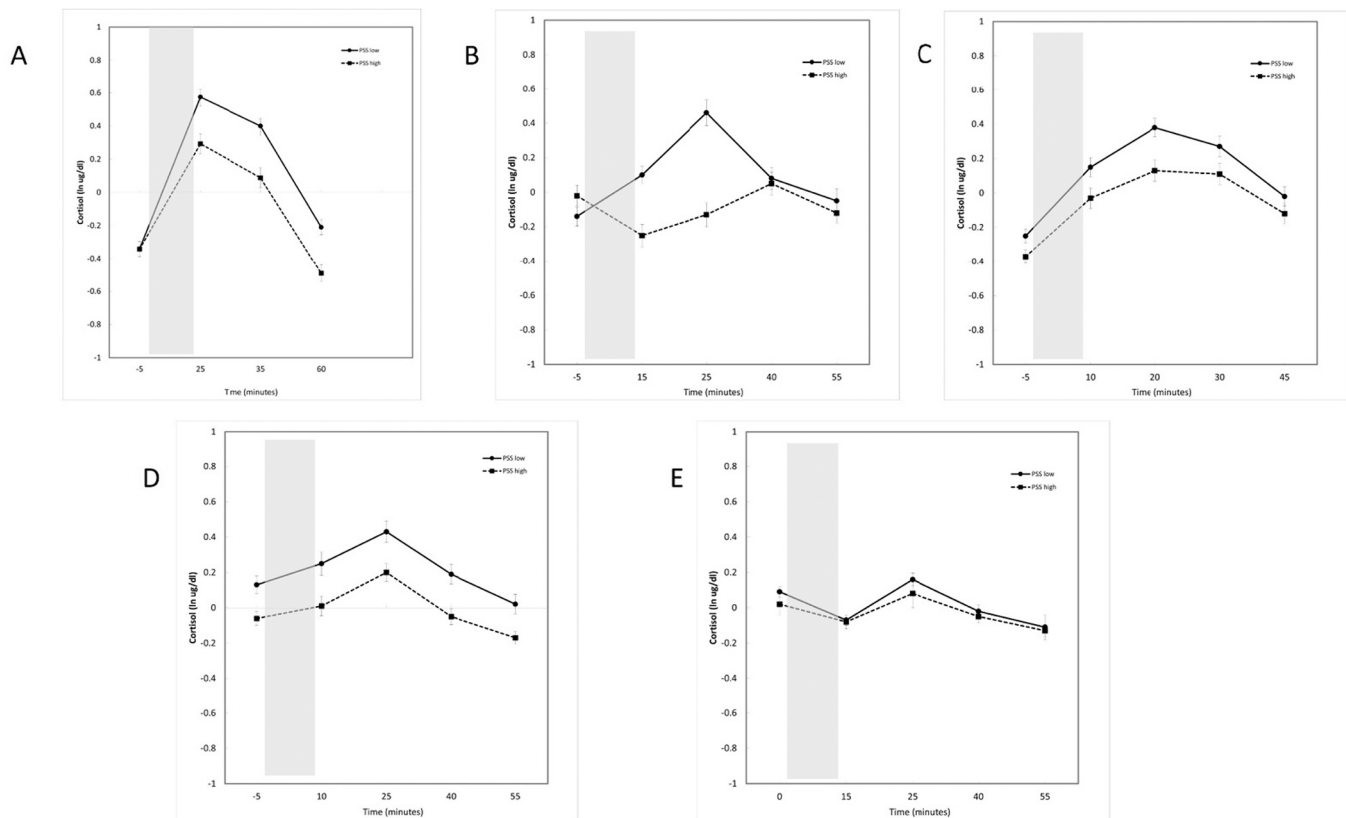 A
Cortisol (ln ug/dl)
1
0.8
0.6
0.4
0.2
0
-0.2
-0.4
-0.6
-0.8
-1
PSS low
PSS high
-5 25 35 60
Tme (minutes)
B
Cortisol (ln ug/dl)
1
0.8
0.6
0.4
0.2
0
-0.2
-0.4
-0.6
-0.8
-1
PSS low
PSS high
-5 15 25 40 55
Time (minutes)
C
Cortisol (ln ug/dl)
1
0.8
0.6
0.4
0.2
0
-0.2
-0.4
-0.6
-0.8
-1
PSS low
PSS high
-5 10 20 30 45
Time (minutes)
D
Cortisol (ln ug/dl)
1
0.8
0.6
0.4
0.2
0
-0.2
-0.4
-0.6
-0.8
-1
PSS low
PSS high
-5 10 25 40 55
Time (minutes)
E
Cortisol (ln ug/dl)
1
0.8
0.6
0.4
0.2
0
-0.2
-0.4
-0.6
-0.8
-1
PSS low
PSS high
0 15 25 40 55
Time (minutes)